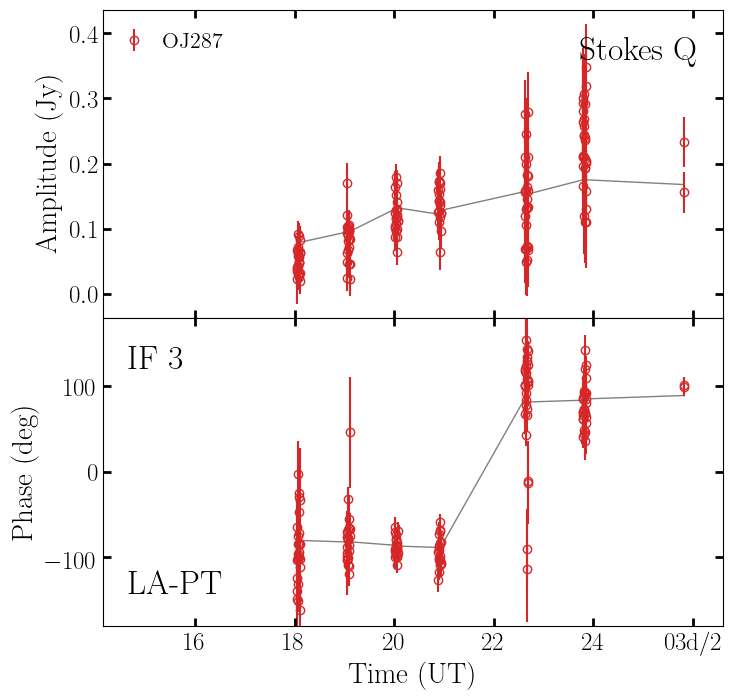 OJ287
Stokes Q
0.4
0.3
0.2
0.1
0.0
Amplitude (Jy)
IF 3
100
0
−100
Phase (deg)
LA-PT
16 18 20 22 24 03d/2
Time (UT)